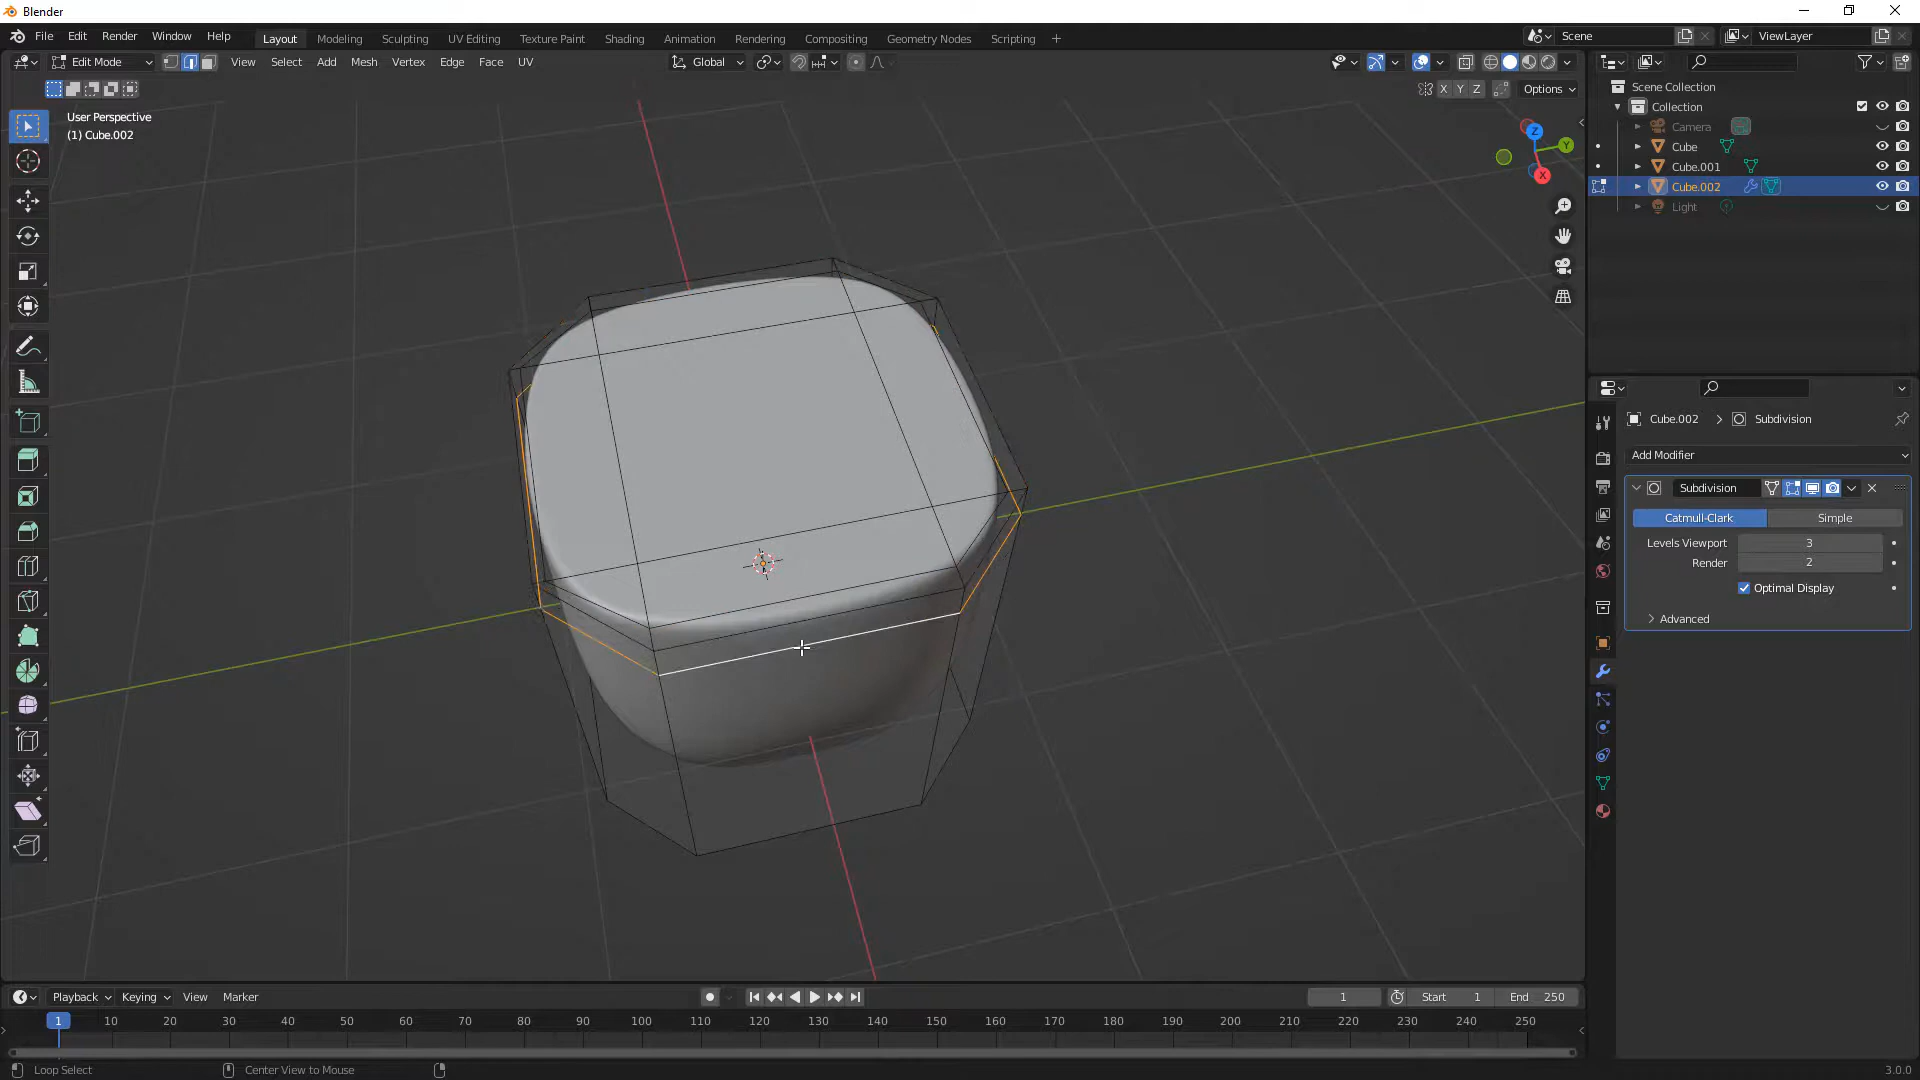 Blender
File Edit Render Window Help
Layout Modeling Sculpting UV Editing Texture Paint Shading Animation Rendering Compositing Geometry Nodes Scripting +
Scene ViewLayer
Edit Mode View Select Add Mesh Vertex Edge Face UV Global
X Y Z Options
User Perspective
(1) Cube.002
Z
Y
X
Scene Collection
Collection
Camera
Cube
Cube.001
Cube.002
Light
Cube.002 > Subdivision
Add Modifier
Subdivision
Catmull-Clark Simple
Levels Viewport 3
Render 2
Optimal Display
Advanced
Playback Keying View Marker 1 Start 1 End 250
1 10 20 30 40 50 60 70 80 90 100 110 120 130 140 150 160 170 180 190 200 210 220 230 240 250
Loop Select Center View to Mouse 3.0.0